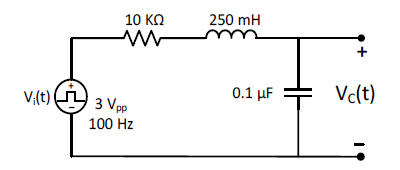 10 KΩ
250 mH
+
Vi(t)
+
3 Vpp
100 Hz
0.1 μF
Vc(t)
-